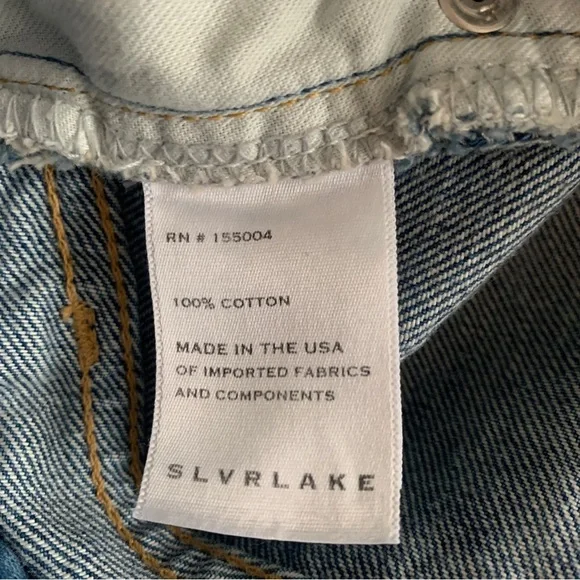 RN # 155004
100% COTTON
MADE IN THE USA
OF IMPORTED FABRICS
AND COMPONENTS
SLVRLAKE